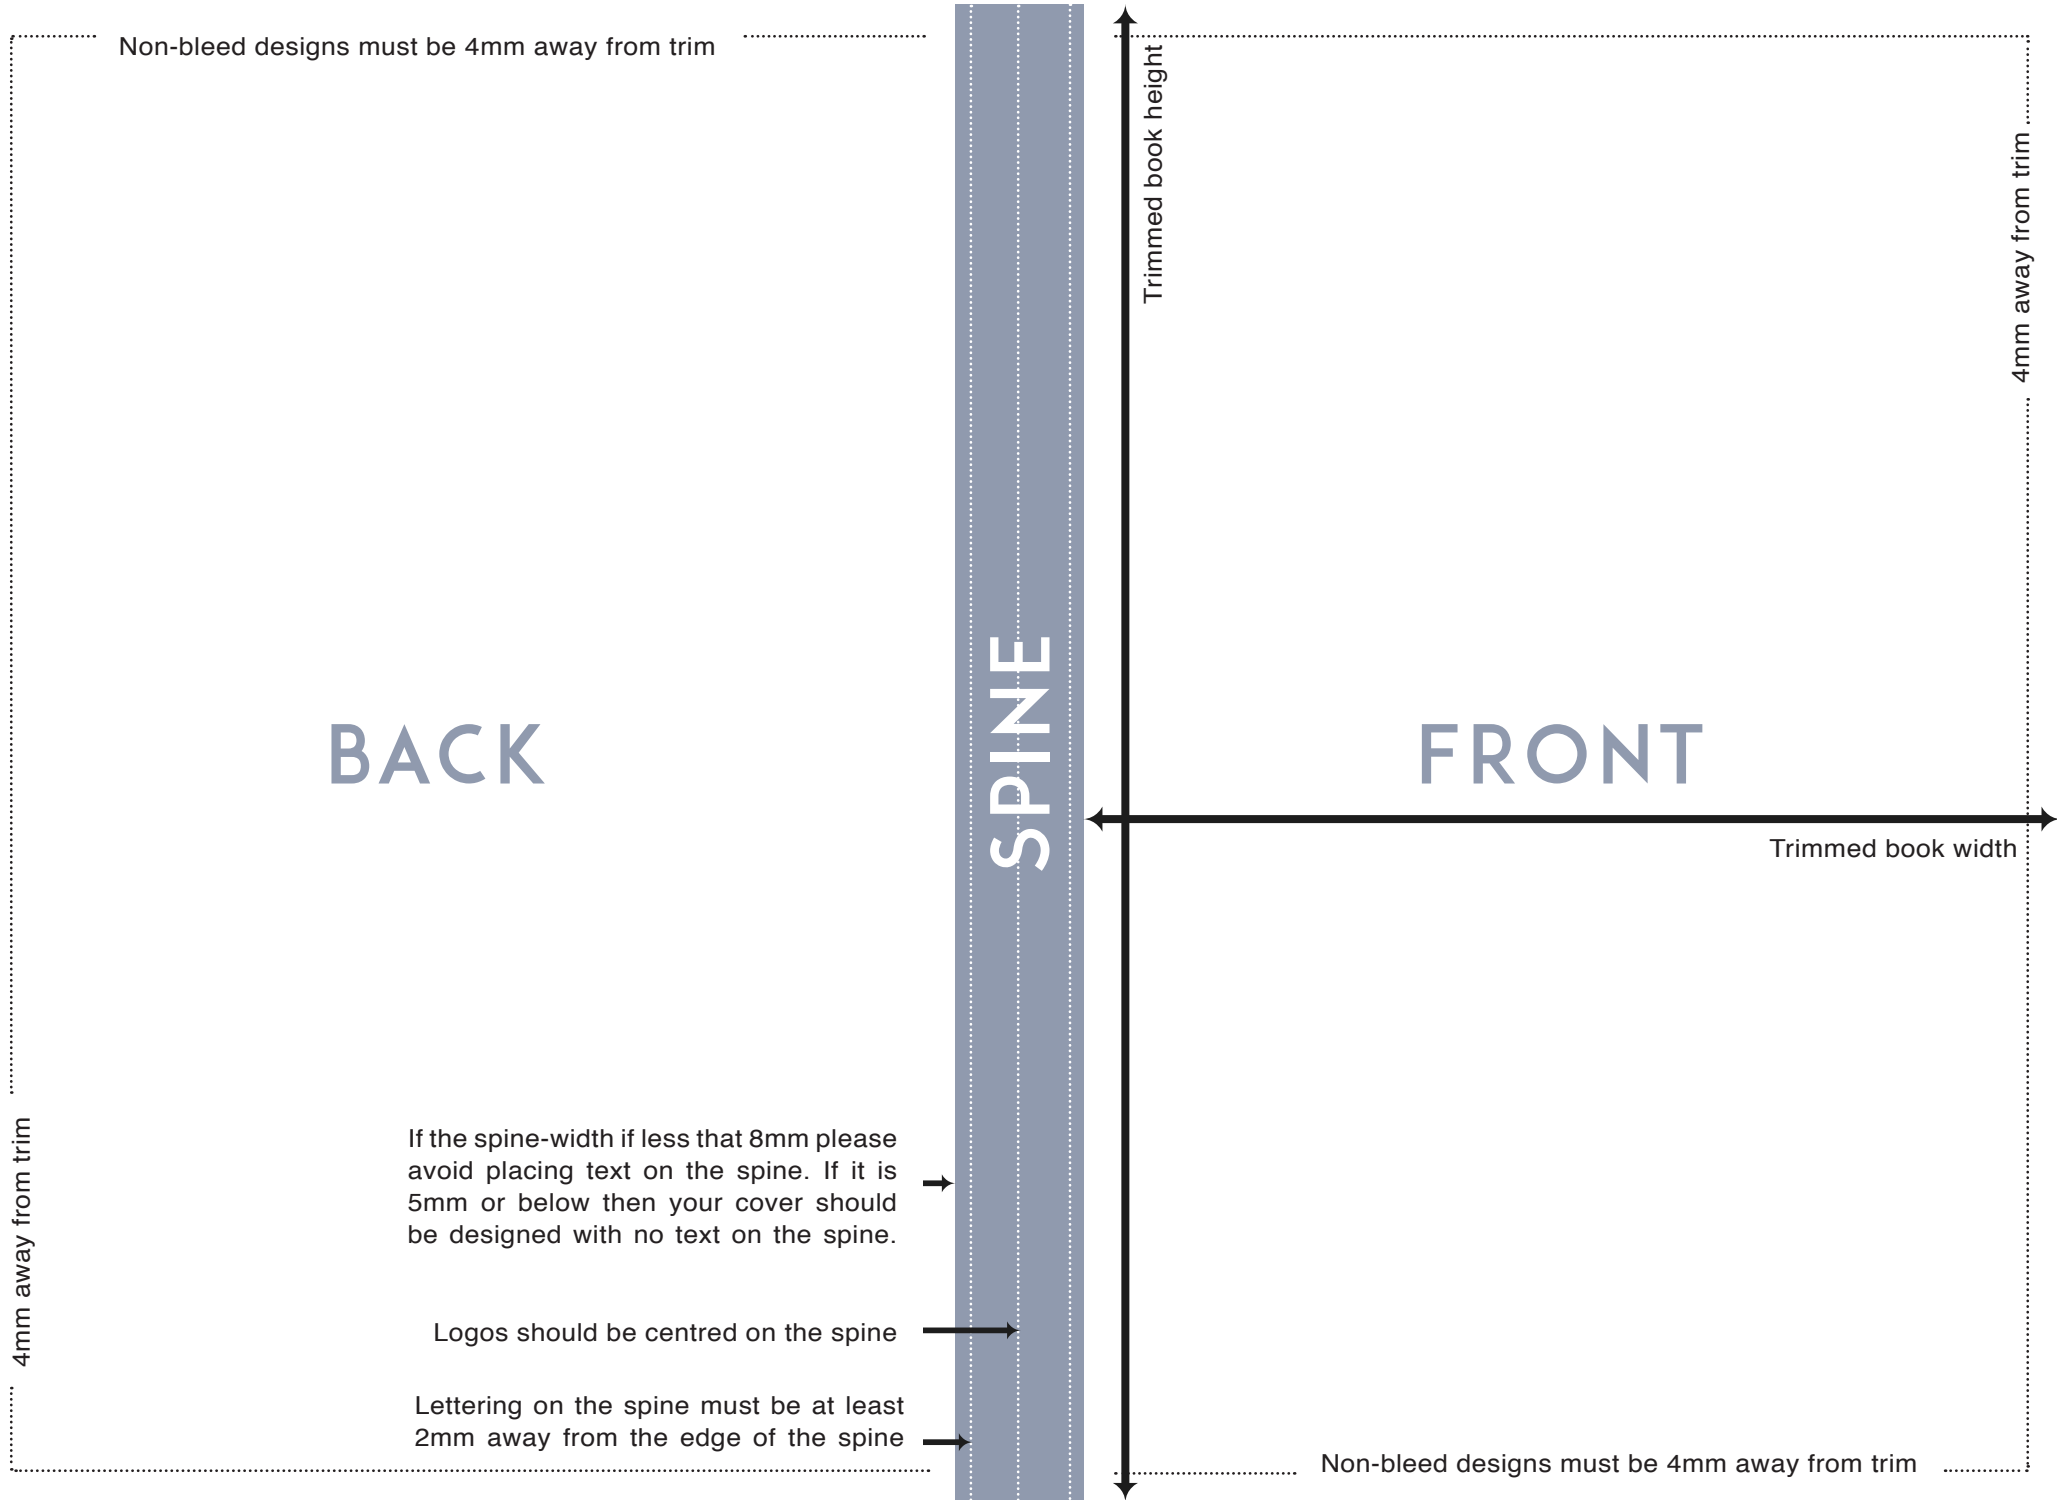 Non-bleed designs must be 4mm away from trim
Trimmed book height
4mm away from trim
BACK
SPINE
FRONT
Trimmed book width
4mm away from trim
If the spine-width if less that 8mm please
avoid placing text on the spine. If it is
5mm or below then your cover should
be designed with no text on the spine.
Logos should be centred on the spine
Lettering on the spine must be at least
2mm away from the edge of the spine
Non-bleed designs must be 4mm away from trim